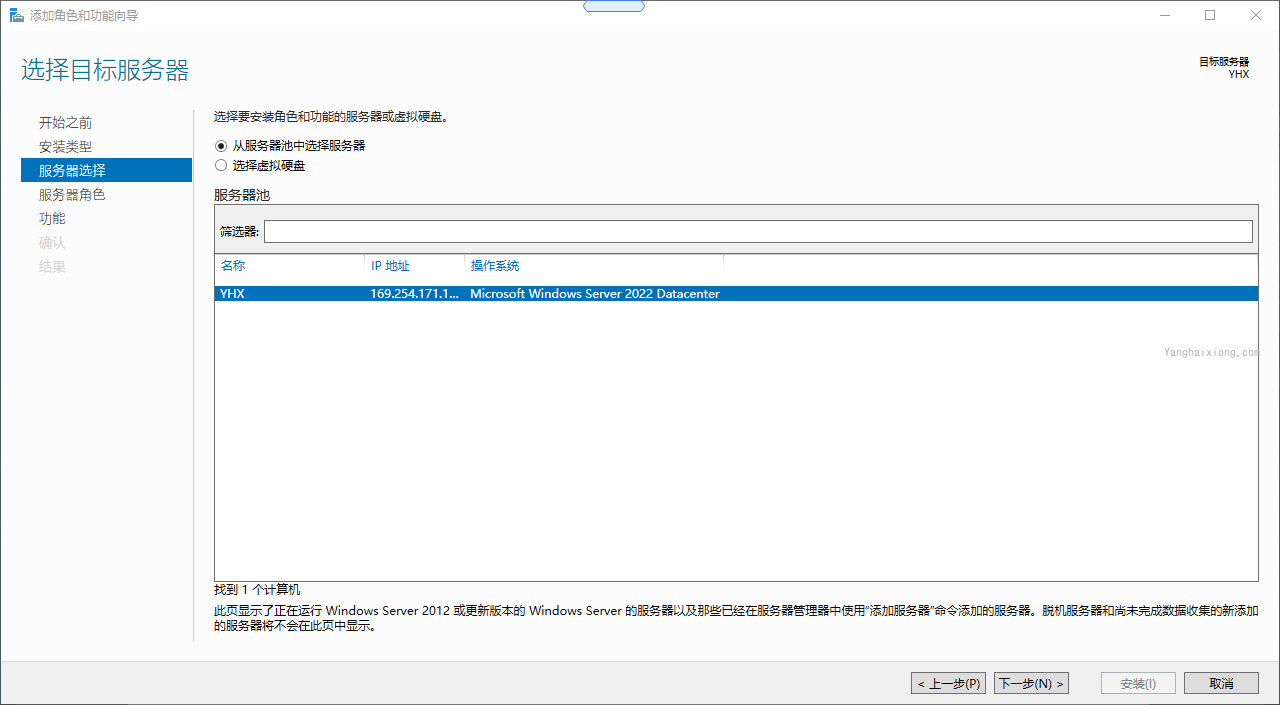 添加角色和功能向导
选择目标服务器
目标服务器
YHX
开始之前
安装类型
服务器选择
服务器角色
功能
确认
结果
选择要安装角色和功能的服务器或虚拟硬盘。
从服务器池中选择服务器
选择虚拟硬盘
服务器池
筛选器:
名称 IP 地址 操作系统
YHX 169.254.171.1... Microsoft Windows Server 2022 Datacenter
Yanghaixiong.com
找到 1 个计算机
此页显示了正在运行 Windows Server 2012 或更新版本的 Windows Server 的服务器以及那些已经在服务器管理器中使用"添加服务器"命令添加的服务器。脱机服务器和尚未完成数据收集的新添加
的服务器将不会在此页中显示。
< 上一步(P) 下一步(N) > 安装(I) 取消